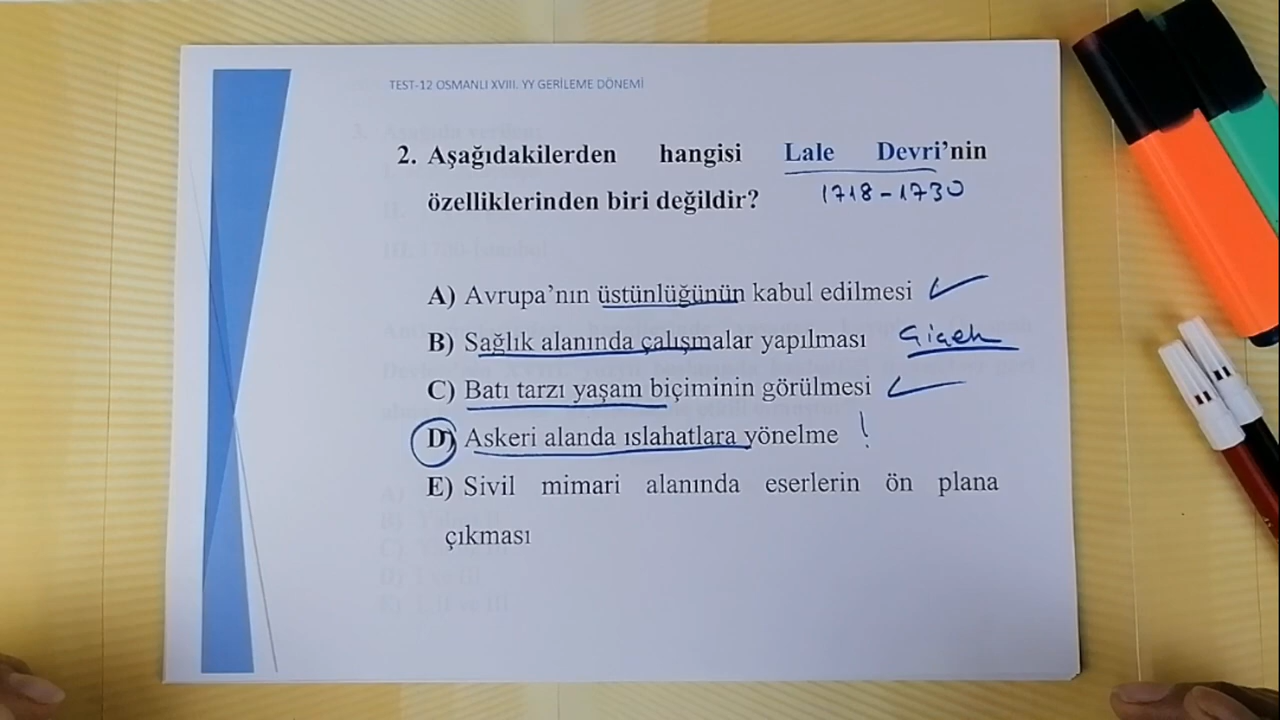 TEST-12 OSMANLI XVIII. YY GERİLEME DÖNEMİ
2. Aşağıdakilerden hangisi Lale Devri’nin
özelliklerinden biri değildir?
1718-1730
A) Avrupa’nın üstünlüğünün kabul edilmesi
B) Sağlık alanında çalışmalar yapılması Çiçek
C) Batı tarzı yaşam biçiminin görülmesi
D) Askeri alanda ıslahatlara yönelme !
E) Sivil mimari alanında eserlerin ön plana
çıkması